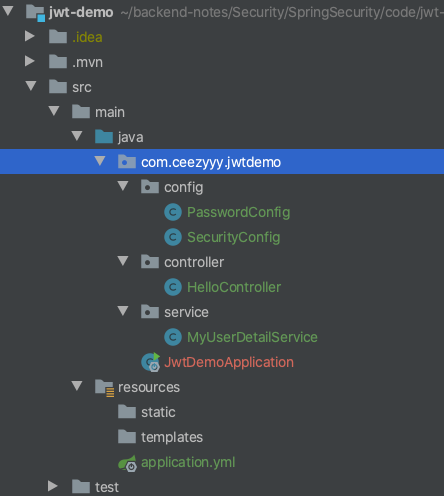 jwt-demo ~/backend-notes/Security/SpringSecurity/code/jwt-
.idea
.mvn
src
main
java
com.ceezyyy.jwtdemo
config
PasswordConfig
SecurityConfig
controller
HelloController
service
MyUserDetailService
JwtDemoApplication
resources
static
templates
application.yml
test